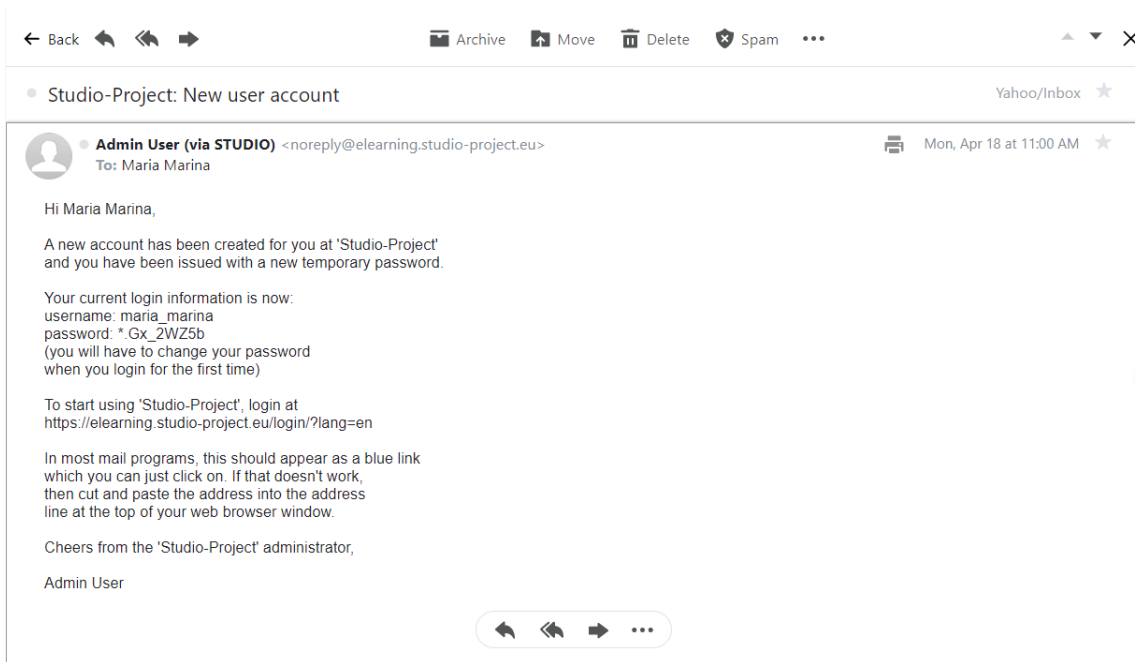 Back
Archive Move Delete Spam
Studio-Project: New user account
Yahoo/Inbox
Admin User (via STUDIO) <noreply@elearning.studio-project.eu>
Mon, Apr 18 at 11:00 AM
To: Maria Marina
Hi Maria Marina,
A new account has been created for you at 'Studio-Project'
and you have been issued with a new temporary password.
Your current login information is now:
username: maria_marina
password: *.Gx_2WZ5b
(you will have to change your password
when you login for the first time)
To start using 'Studio-Project', login at
https://elearning.studio-project.eu/login/?lang=en
In most mail programs, this should appear as a blue link
which you can just click on. If that doesn't work,
then cut and paste the address into the address
line at the top of your web browser window.
Cheers from the 'Studio-Project' administrator,
Admin User